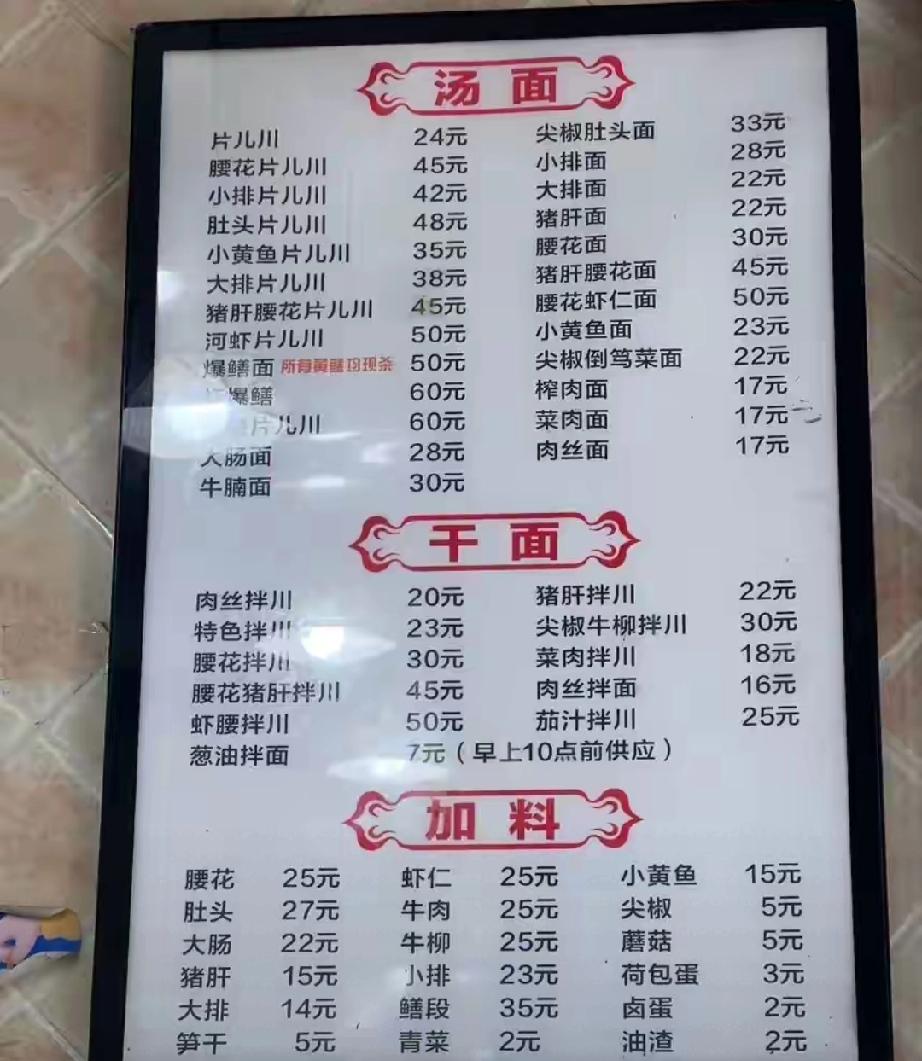 汤面
片儿川 24元 尖椒肚头面 33元
腰花片儿川 45元 小排面 28元
小排片儿川 42元 大排面 22元
肚头片儿川 48元 猪肝面 22元
小黄鱼片儿川 35元 腰花面 30元
大排片儿川 38元 猪肝腰花面 45元
猪肝腰花片儿川 45元 腰花虾仁面 50元
河虾片儿川 50元 小黄鱼面 23元
爆鳝面 所有黄鳝均现杀 50元 尖椒倒笃菜面 22元
爆鳝 60元 榨肉面 17元
片儿川 60元 菜肉面 17元
大肠面 28元 肉丝面 17元
牛腩面 30元
干面
肉丝拌川 20元 猪肝拌川 22元
特色拌川 23元 尖椒牛柳拌川 30元
腰花拌川 30元 菜肉拌川 18元
腰花猪肝拌川 45元 肉丝拌面 16元
虾腰拌川 50元 茄汁拌川 25元
葱油拌面 7元（早上10点前供应）
加料
腰花 25元 虾仁 25元 小黄鱼 15元
肚头 27元 牛肉 25元 尖椒 5元
大肠 22元 牛柳 25元 蘑菇 5元
猪肝 15元 小排 23元 荷包蛋 3元
大排 14元 鳝段 35元 卤蛋 2元
笋干 5元 青菜 2元 油渣 2元